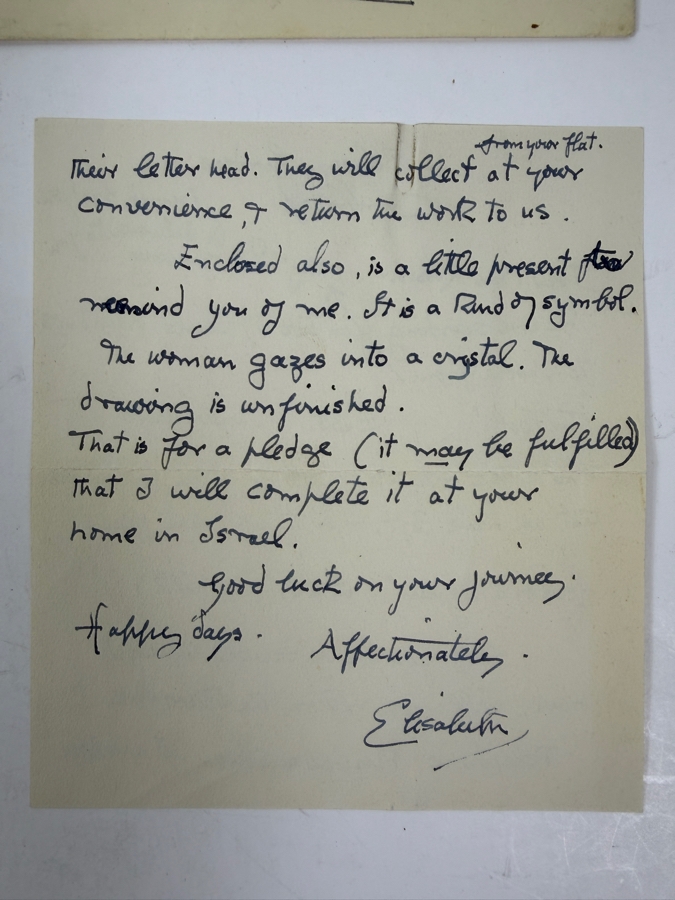 from your flat.
their letter head. They will collect at your
convenience, & return the work to us.
Enclosed also, is a little present to
remind you of me. It is a kind of symbol.
The woman gazes into a crystal. The
drawing is unfinished.
That is for a pledge (it may be fulfilled)
that I will complete it at your
home in Israel.
Good luck on your journey.
Happy days.
Affectionately,
Elisabeth